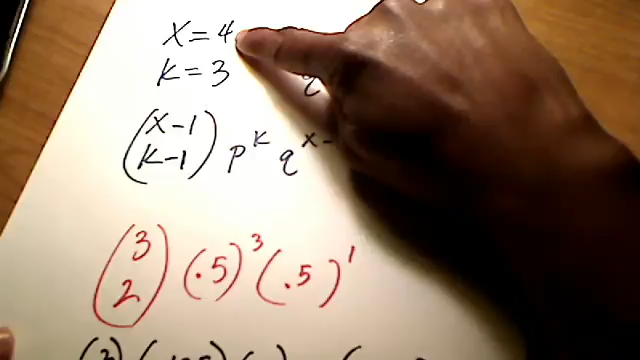 x = 4
k = 3 q
(x-1 k-1) p^k q^x-
(3 2) (.5)^3 (.5)^1